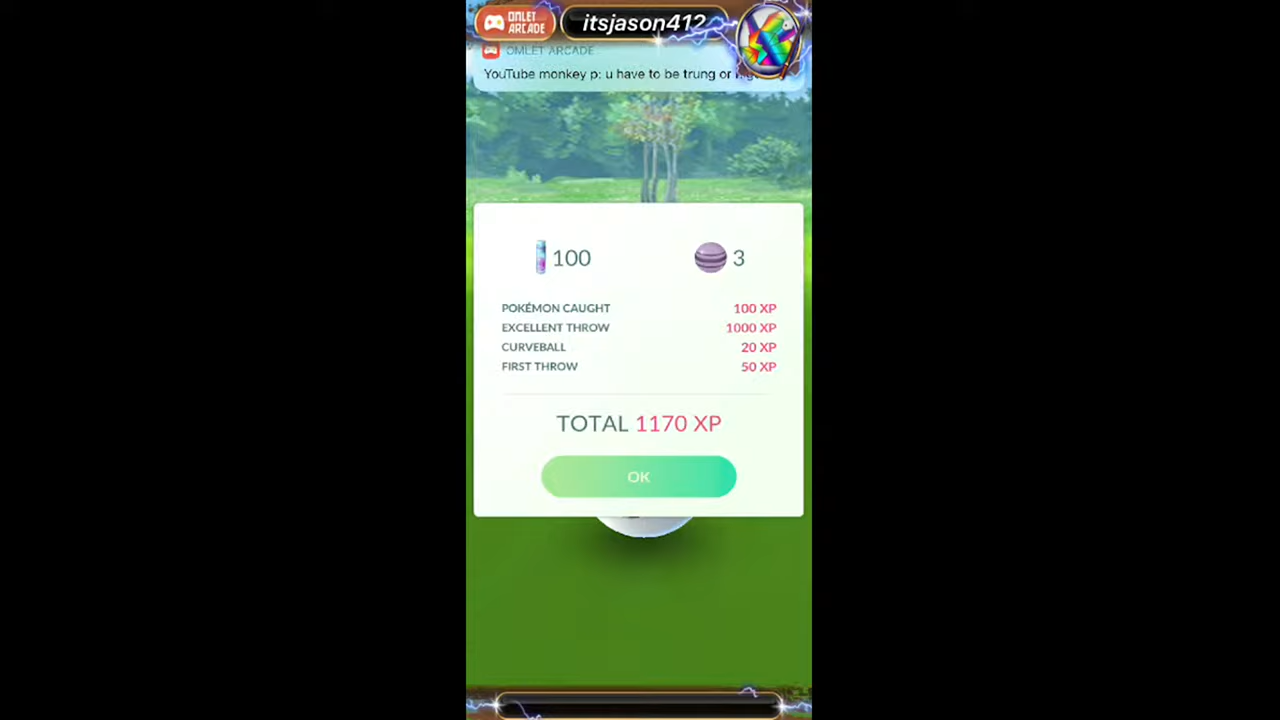 OMLET
ARCADE
itsjason412
OMLET ARCADE
YouTube monkey p: u have to be trung or
100
3
POKÉMON CAUGHT 100 XP
EXCELLENT THROW 1000 XP
CURVEBALL 20 XP
FIRST THROW 50 XP
TOTAL 1170 XP
OK